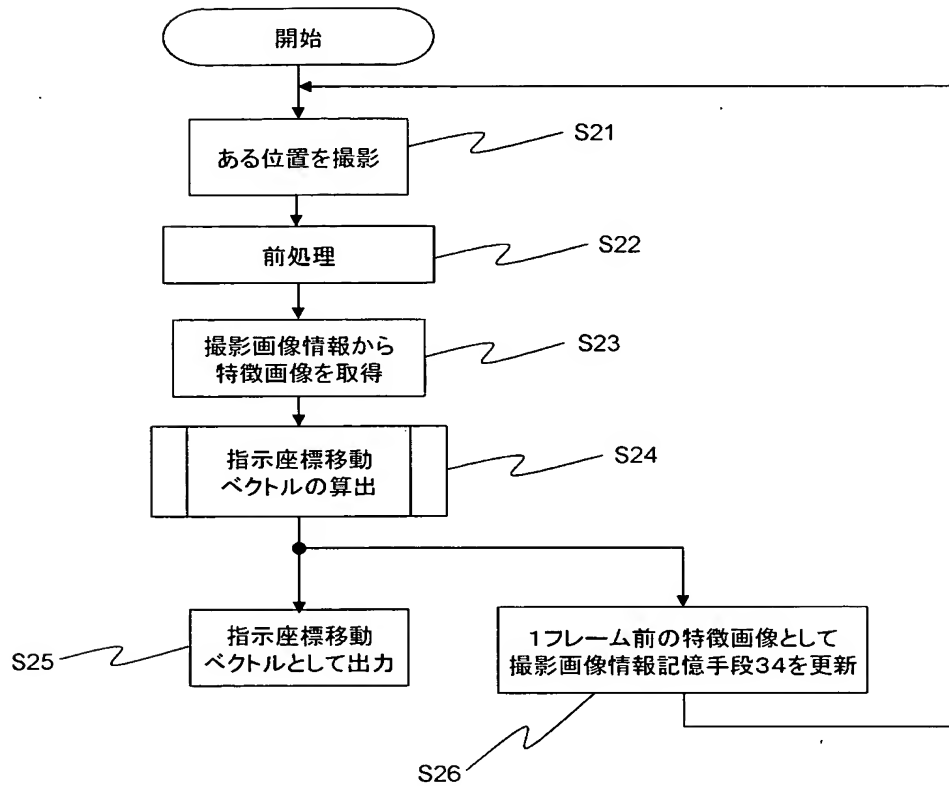 開始
ある位置を撮影
S21
前処理
S22
撮影画像情報から
特徴画像を取得
S23
指示座標移動
ベクトルの算出
S24
指示座標移動
ベクトルとして出力
S25
1フレーム前の特徴画像として
撮影画像情報記憶手段34を更新
S26